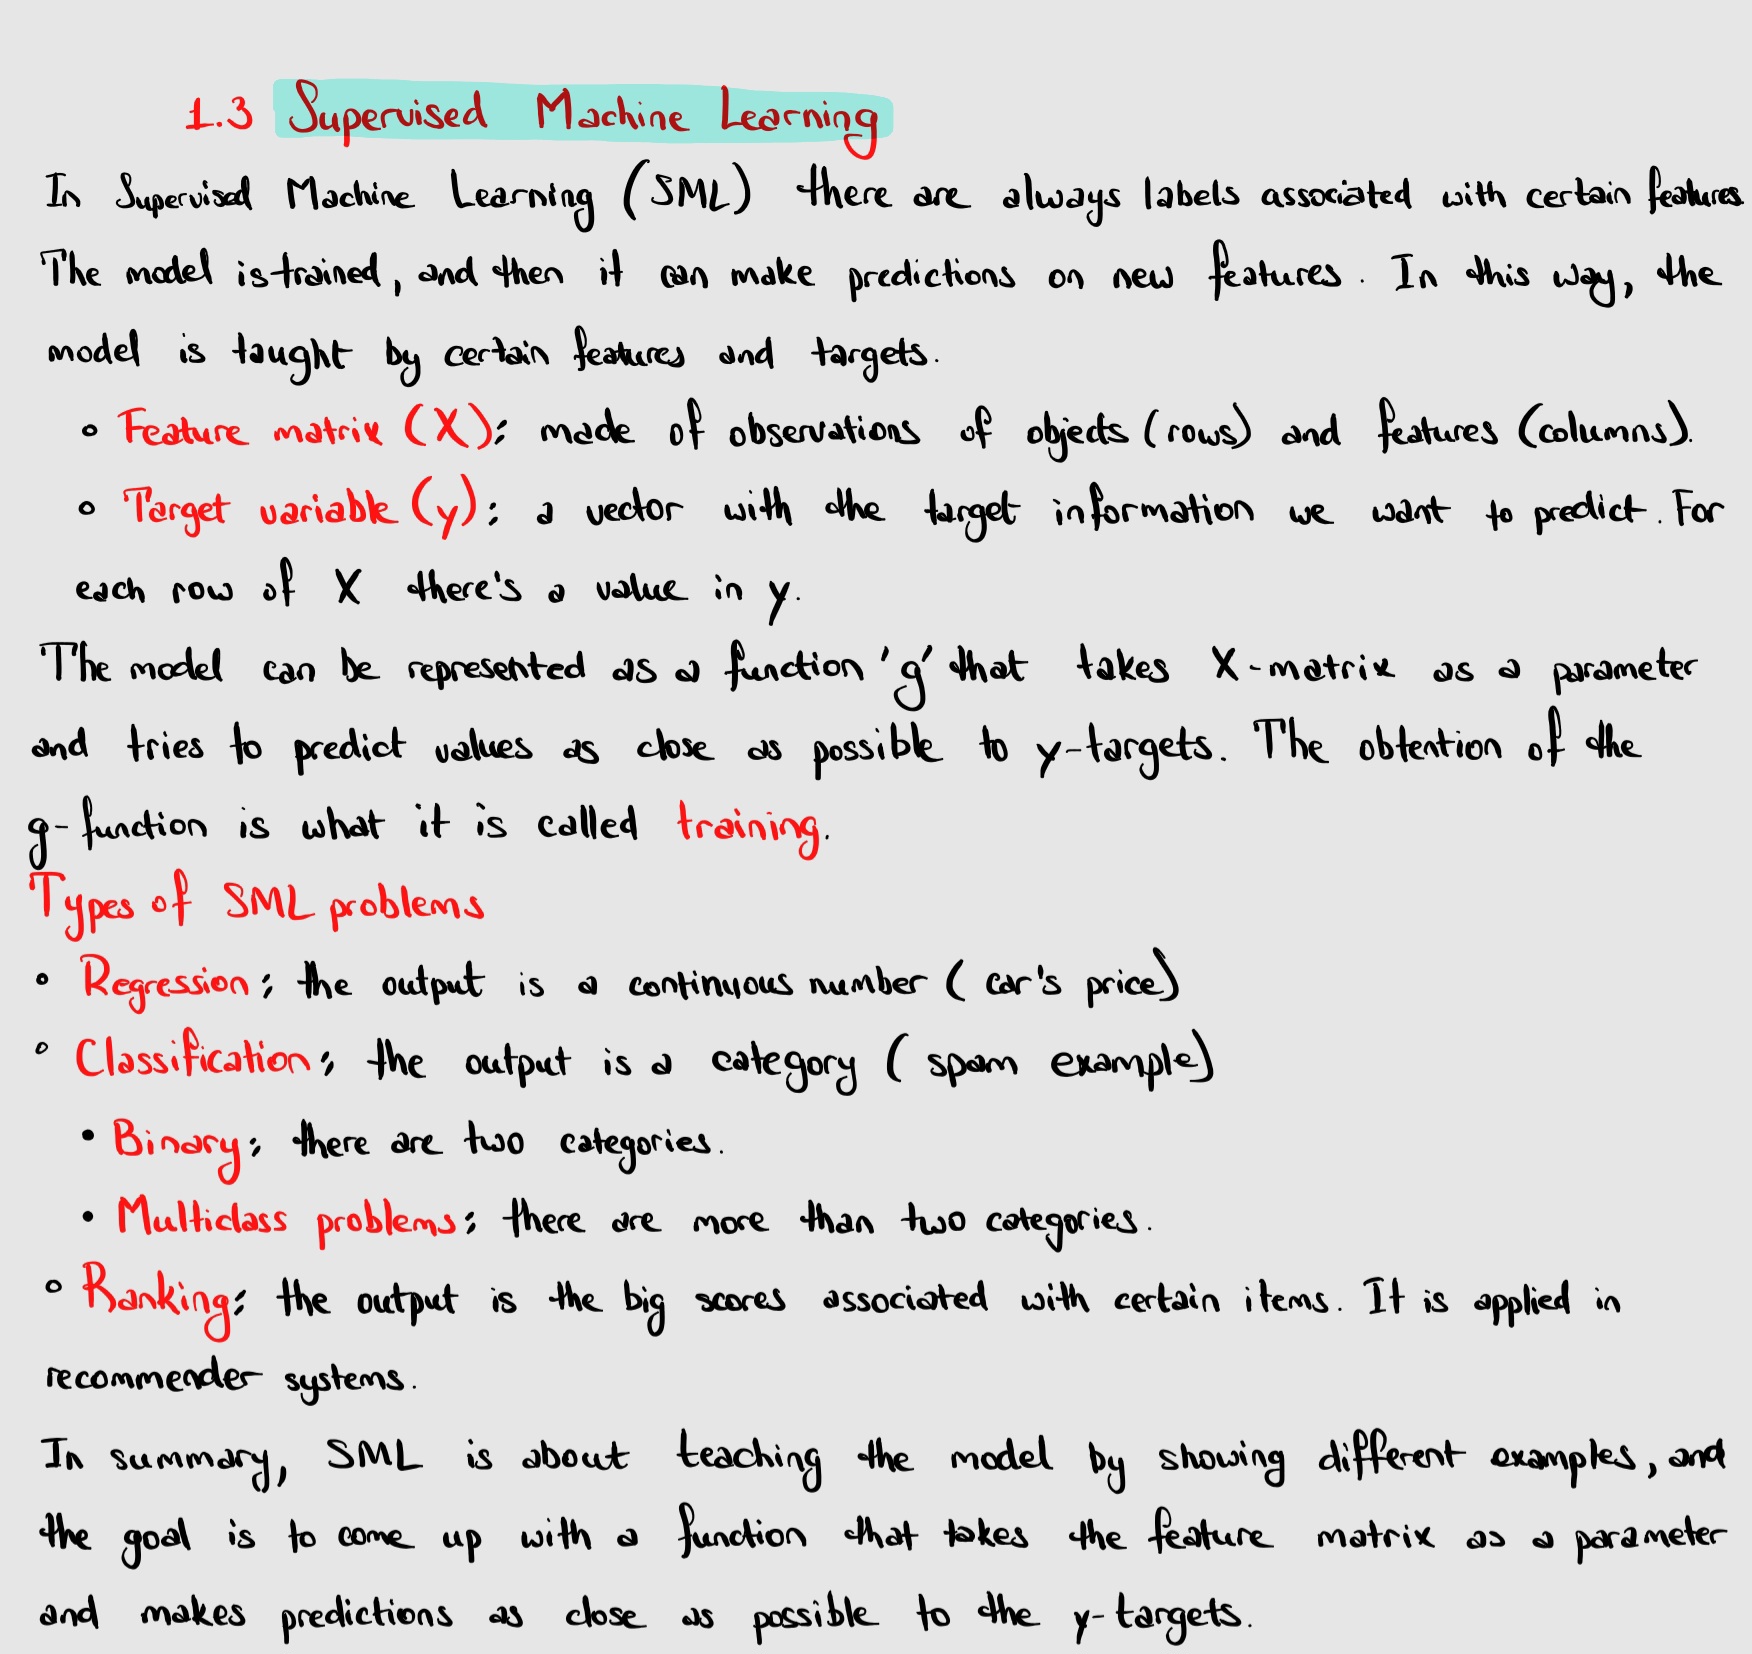 1.3 Supervised Machine Learning
In Supervised Machine Learning (SML) there are always labels associated with certain features.
The model is trained, and then it can make predictions on new features. In this way, the
model is taught by certain features and targets.
◦ Feature matrix (X): made of observations of objects (rows) and features (columns).
◦ Target variable (y): a vector with the target information we want to predict. For
each row of X there's a value in y.
The model can be represented as a function 'g' that takes X-matrix as a parameter
and tries to predict values as close as possible to y-targets. The obtention of the
g-function is what it is called training.
Types of SML problems
◦ Regression: the output is a continuous number (car's price)
◦ Classification: the output is a category (spam example)
• Binary: there are two categories.
• Multiclass problems: there are more than two categories.
◦ Ranking: the output is the big scores associated with certain items. It is applied in
recommender systems.
In summary, SML is about teaching the model by showing different examples, and
the goal is to come up with a function that takes the feature matrix as a parameter
and makes predictions as close as possible to the y-targets.